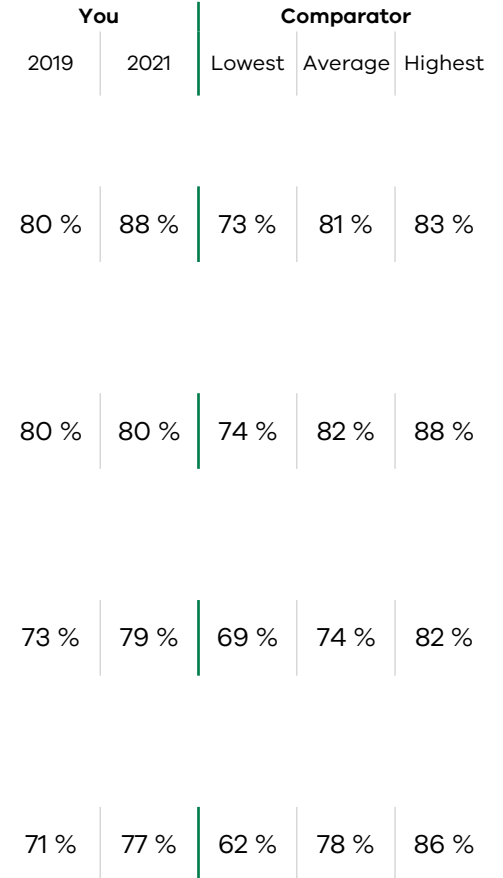 You Comparator
2019 2021 Lowest Average Highest
80 % 88 % 73 % 81 % 83 %
80 % 80 % 74 % 82 % 88 %
73 % 79 % 69 % 74 % 82 %
71 % 77 % 62 % 78 % 86 %